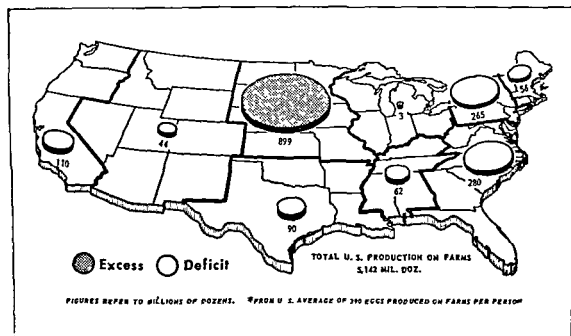 156
265
3
899
44
110
280
62
90
Excess Deficit
TOTAL U. S. PRODUCTION ON FARMS
5,142 MIL. DOZ.
FIGURES REFER TO MILLIONS OF DOZENS. *FROM U. S. AVERAGE OF 390 EGGS PRODUCED ON FARMS PER PERSON